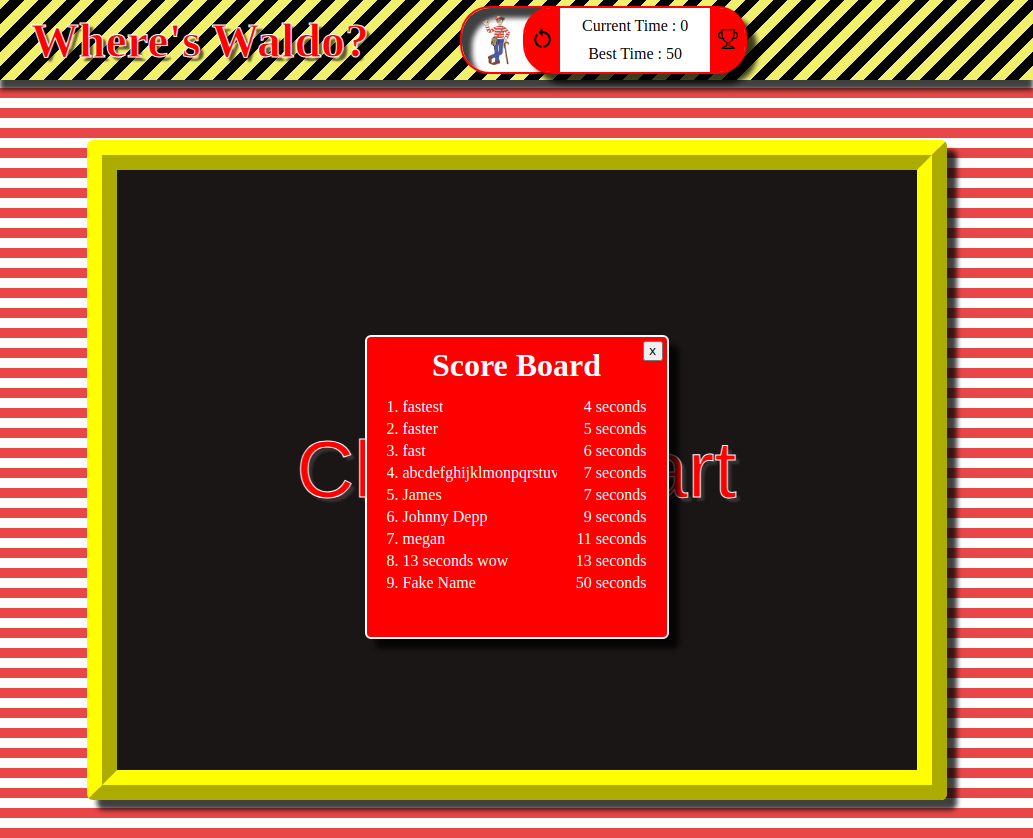 Where's Waldo?
Current Time : 0
Best Time : 50
x
Score Board
1. fastest 4 seconds
2. faster 5 seconds
3. fast 6 seconds
4. abcdefghijklmonpqrstuv 7 seconds
5. James 7 seconds
6. Johnny Depp 9 seconds
7. megan 11 seconds
8. 13 seconds wow 13 seconds
9. Fake Name 50 seconds